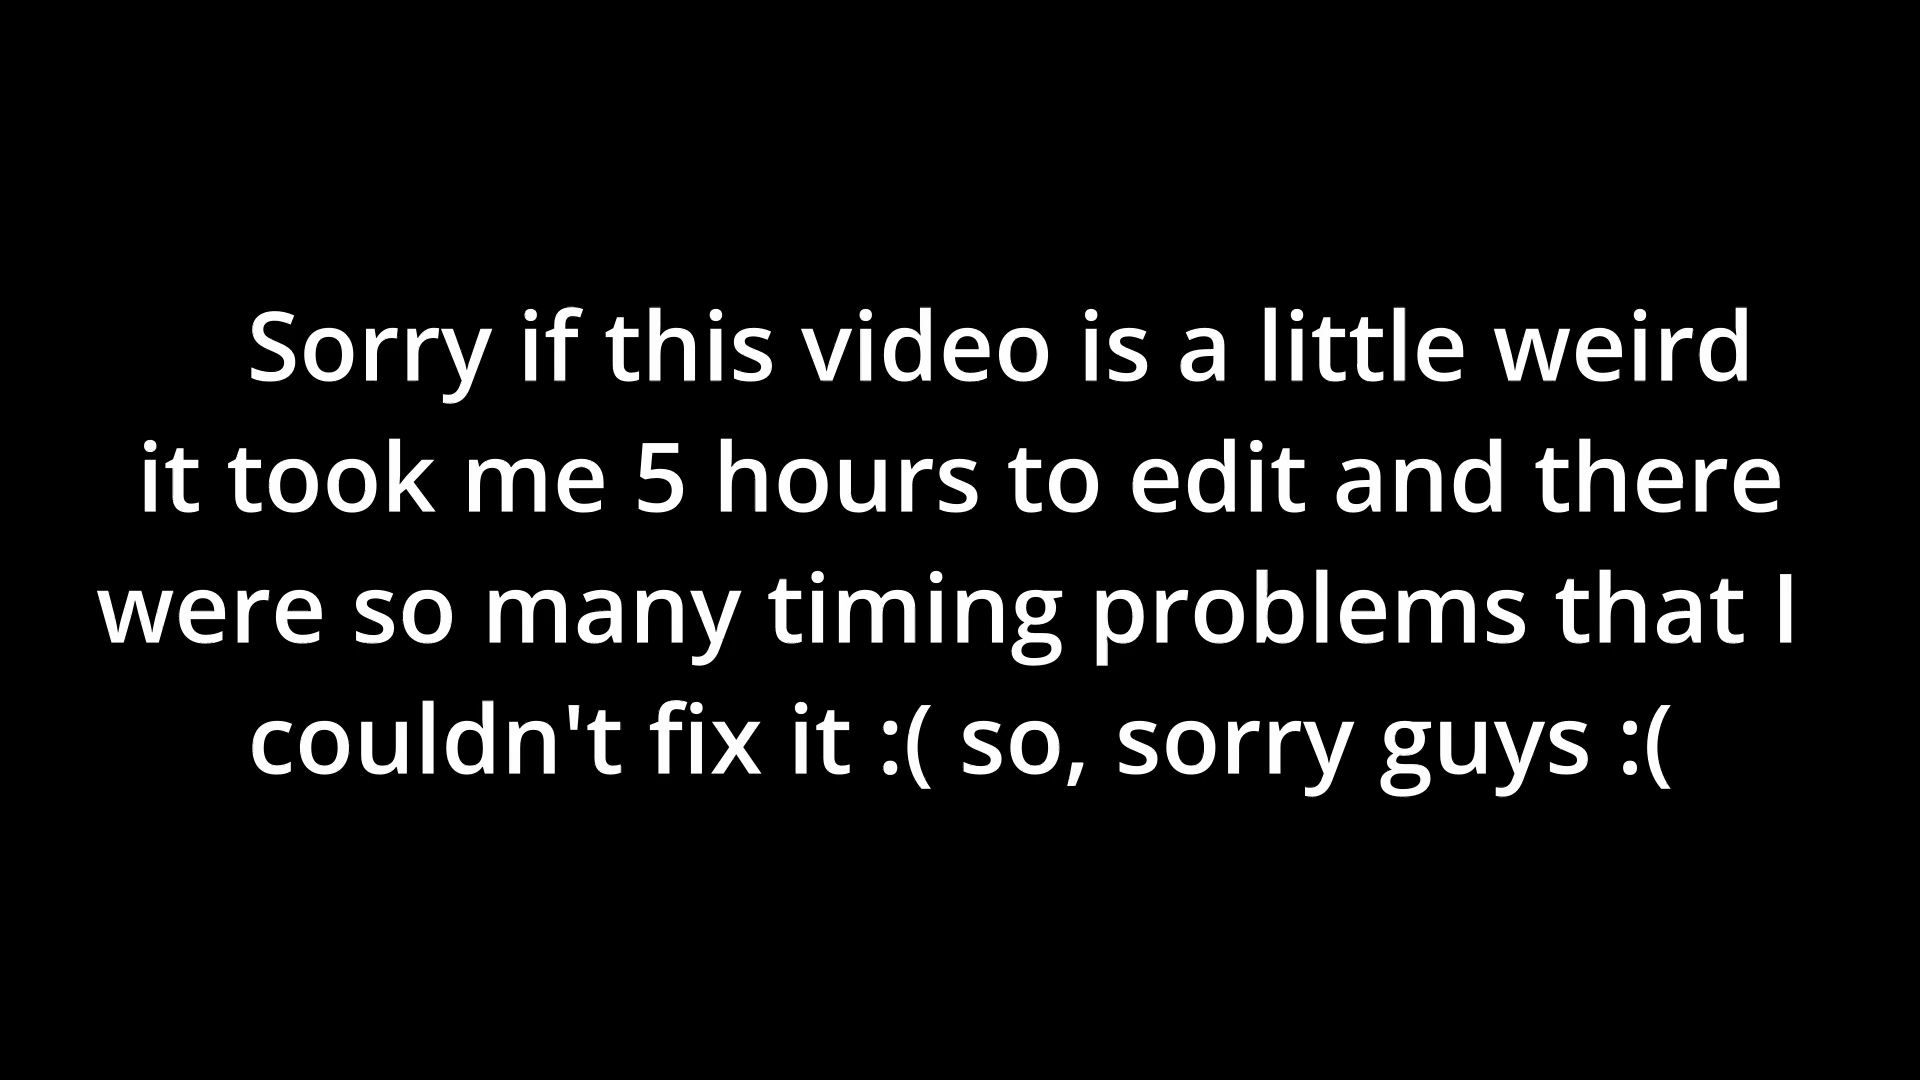 Sorry if this video is a little weird
it took me 5 hours to edit and there
were so many timing problems that I
couldn't fix it :( so, sorry guys :(